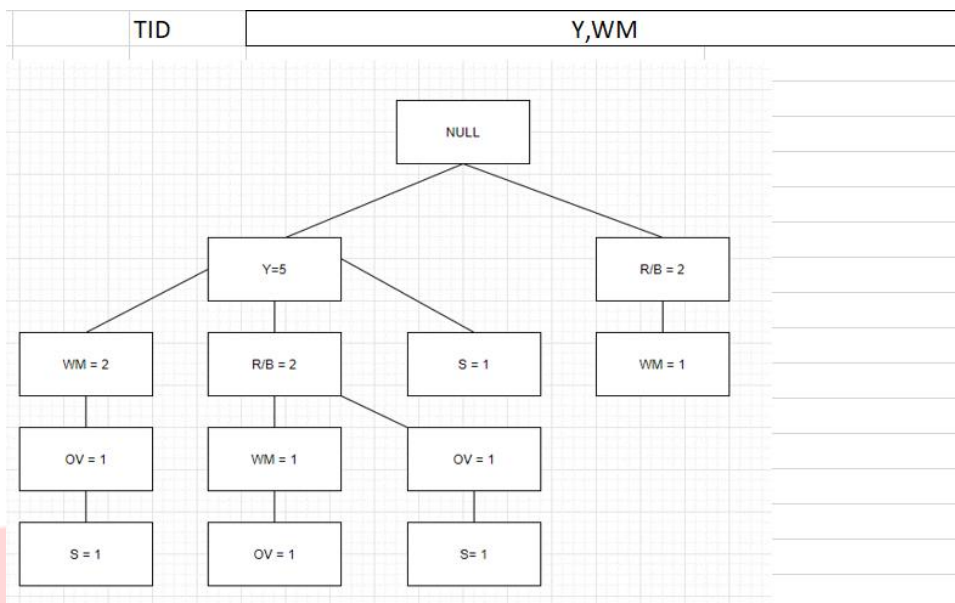 TID Y,WM
NULL
Y=5 R/B = 2
WM = 2 R/B = 2 S = 1 WM = 1
OV = 1 WM = 1 OV = 1
S = 1 OV = 1 S= 1